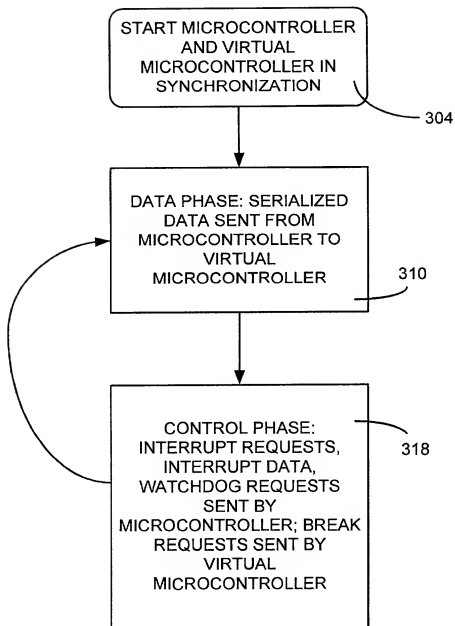 START MICROCONTROLLER
AND VIRTUAL
MICROCONTROLLER IN
SYNCHRONIZATION
304
DATA PHASE: SERIALIZED
DATA SENT FROM
MICROCONTROLLER TO
VIRTUAL
MICROCONTROLLER
310
CONTROL PHASE:
INTERRUPT REQUESTS,
INTERRUPT DATA,
WATCHDOG REQUESTS
SENT BY
MICROCONTROLLER; BREAK
REQUESTS SENT BY
VIRTUAL
MICROCONTROLLER
318